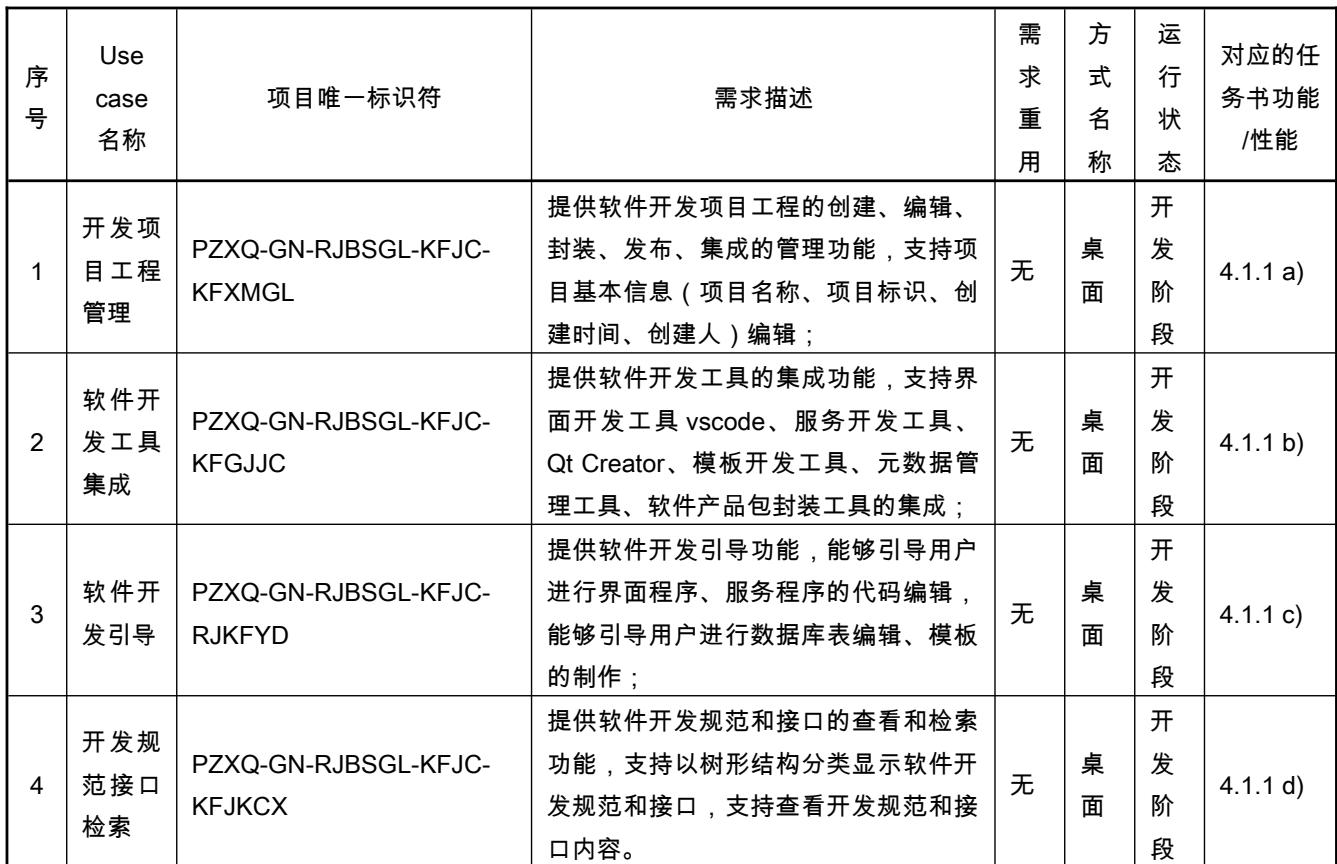 序号
Use case 名称
项目唯一标识符
需求描述
需求重用
方式名称
运行状态
对应的任务书功能/性能
1
开发项
目工程
管理
PZXQ-GN-RJBSGL-KFJC-
KFXMGL
提供软件开发项目工程的创建、编辑、
封装、发布、集成的管理功能，支持项
目基本信息（项目名称、项目标识、创
建时间、创建人）编辑；
无
桌面
开发阶段
4.1.1 a)
2
软件开
发工具
集成
PZXQ-GN-RJBSGL-KFJC-
KFGJJC
提供软件开发工具的集成功能，支持界
面开发工具 vscode、服务开发工具、
Qt Creator、模板开发工具、元数据管
理工具、软件产品包封装工具的集成；
无
桌面
开发阶段
4.1.1 b)
3
软件开
发引导
PZXQ-GN-RJBSGL-KFJC-
RJKFYD
提供软件开发引导功能，能够引导用户
进行界面程序、服务程序的代码编辑，
能够引导用户进行数据库表编辑、模板
的制作；
无
桌面
开发阶段
4.1.1 c)
4
开发规
范接口
检索
PZXQ-GN-RJBSGL-KFJC-
KFJKCX
提供软件开发规范和接口的查看和检索
功能，支持以树形结构分类显示软件开
发规范和接口，支持查看开发规范和接
口内容。
无
桌面
开发阶段
4.1.1 d)